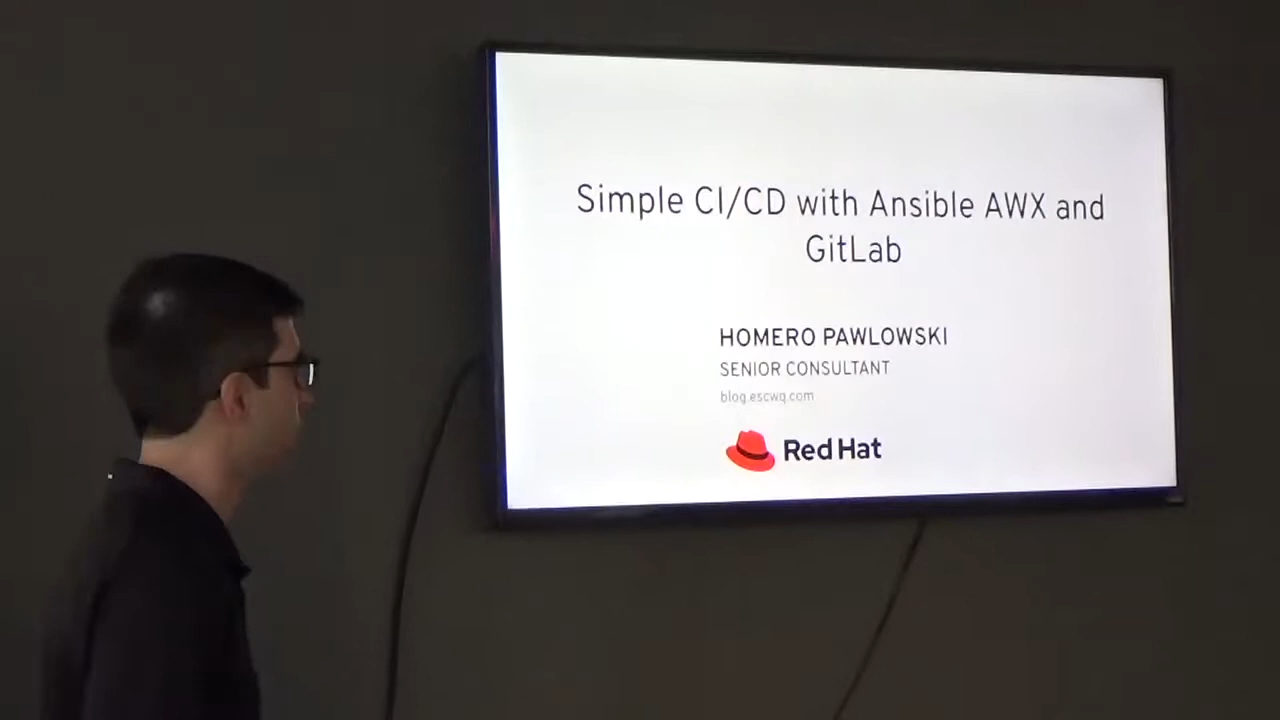 Simple CI/CD with Ansible AWX and
GitLab
HOMERO PAWLOWSKI
SENIOR CONSULTANT
blog.escwq.com
Red Hat